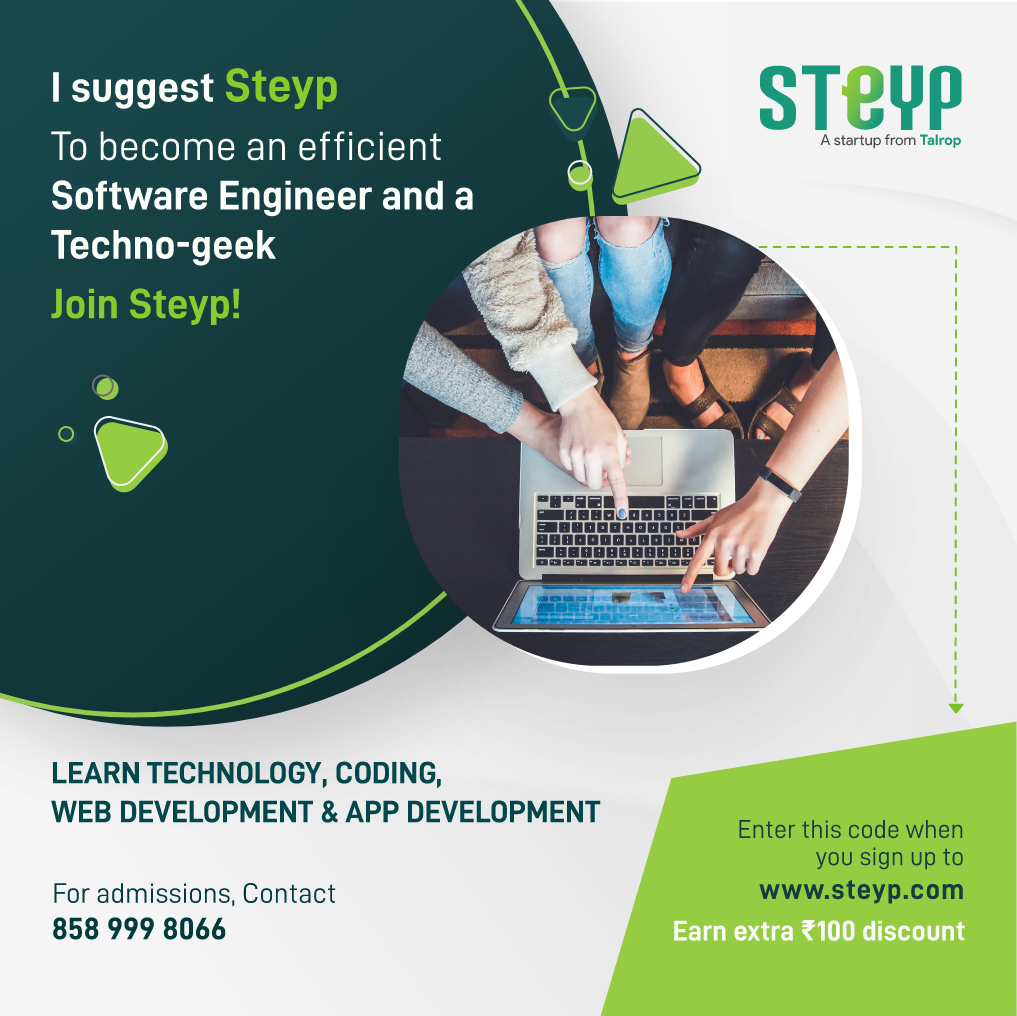 I suggest Steyp
To become an efficient
Software Engineer and a
Techno-geek
Join Steyp!
STeYP
A startup from Talrop
LEARN TECHNOLOGY, CODING,
WEB DEVELOPMENT & APP DEVELOPMENT
For admissions, Contact
858 999 8066
Enter this code when
you sign up to
www.steyp.com
Earn extra ₹100 discount